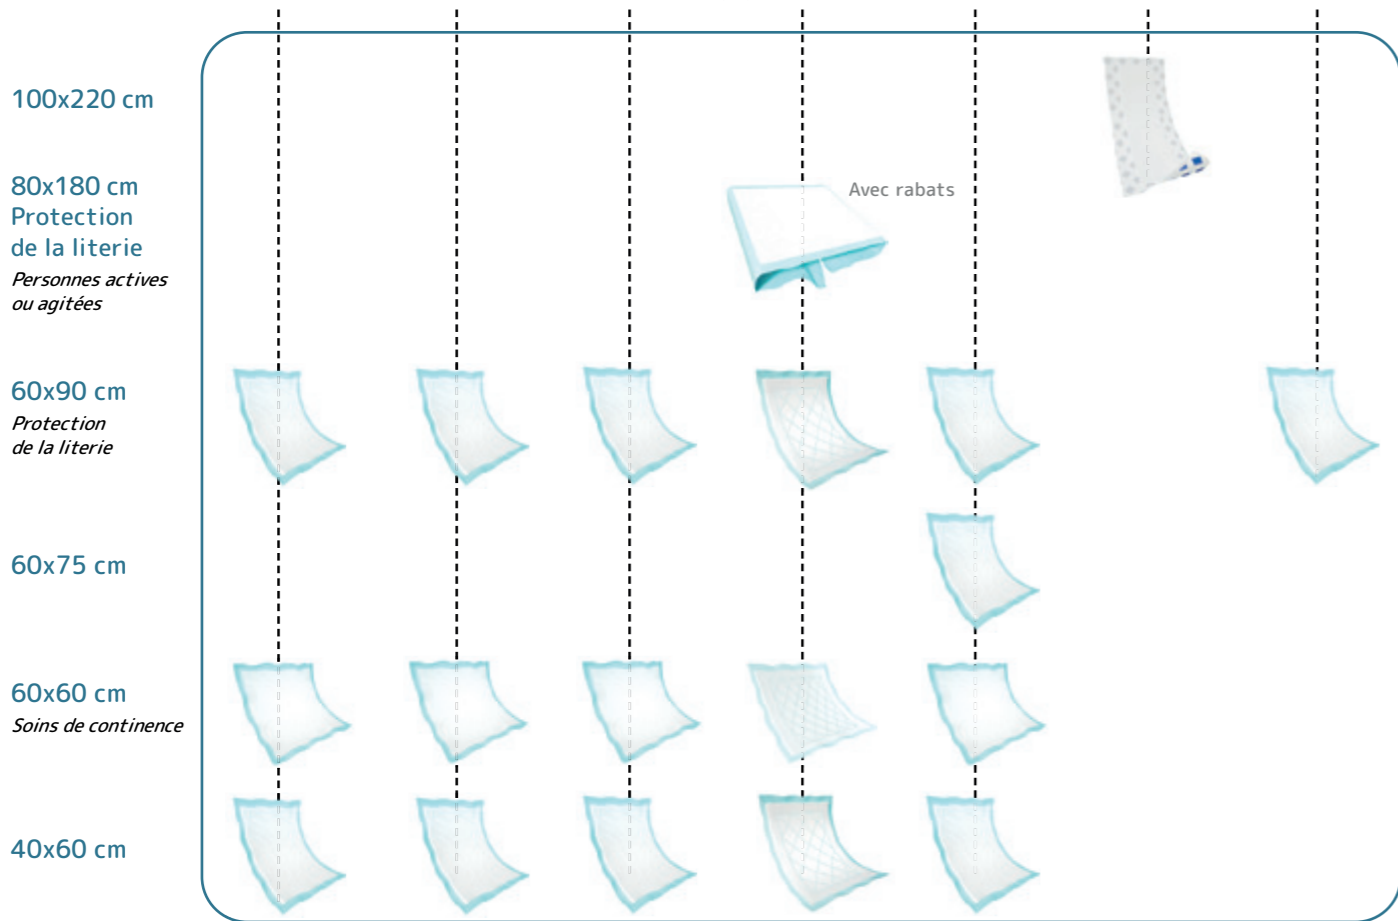 100x220 cm
80x180 cm
Protection
de la literie
Personnes actives
ou agitées
Avec rabats
60x90 cm
Protection
de la literie
60x75 cm
60x60 cm
Soins de continence
40x60 cm